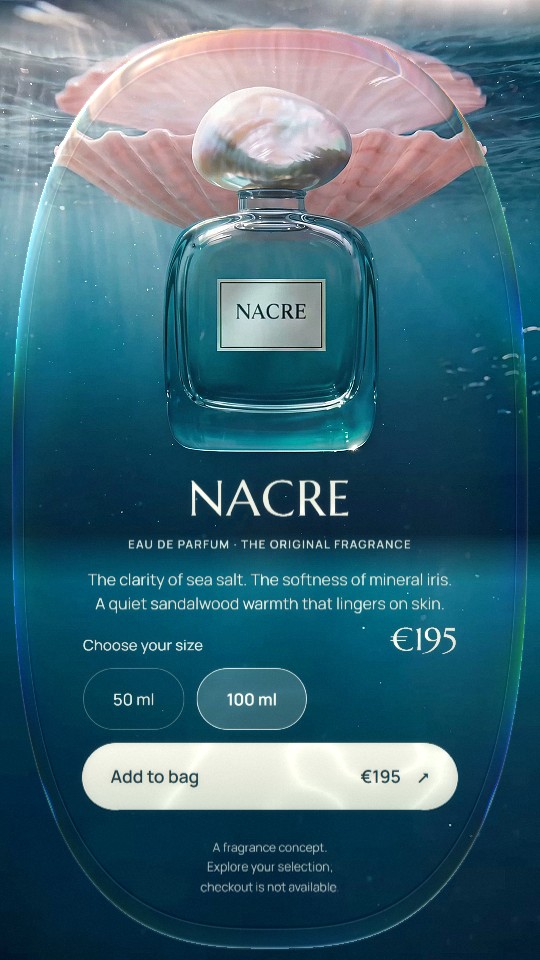 NACRE
NACRE
EAU DE PARFUM · THE ORIGINAL FRAGRANCE
The clarity of sea salt. The softness of mineral iris.
A quiet sandalwood warmth that lingers on skin.
Choose your size
€195
50 ml
100 ml
Add to bag €195 ↗
A fragrance concept.
Explore your selection,
checkout is not available